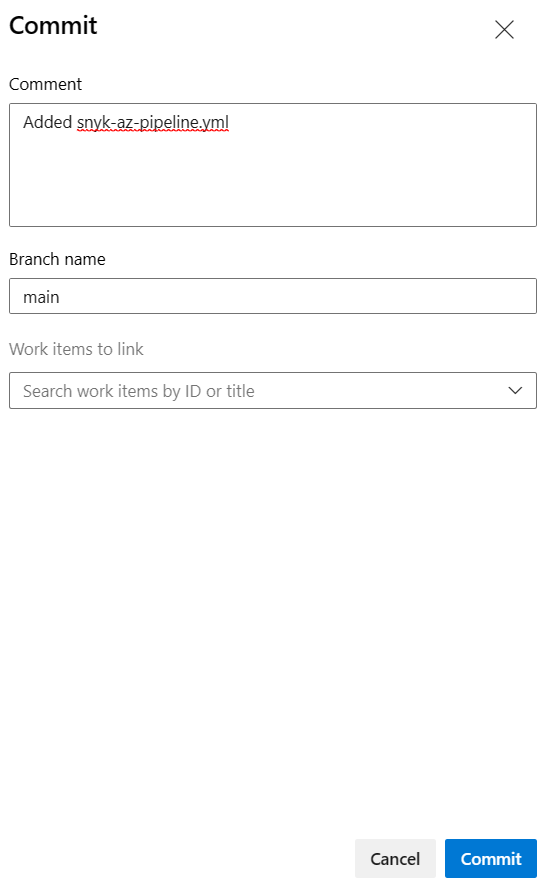 Commit
Comment
Added snyk-az-pipeline.yml
Branch name
main
Work items to link
Search work items by ID or title
Cancel
Commit